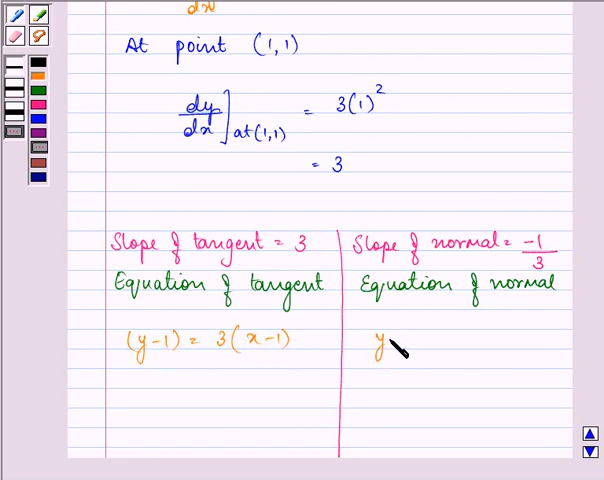 dx
At point (1,1)
dy/dx]at(1,1) = 3(1)²
= 3
Slope of tangent = 3
Equation of tangent
(y-1) = 3(x-1)
Slope of normal = -1/3
Equation of normal
y